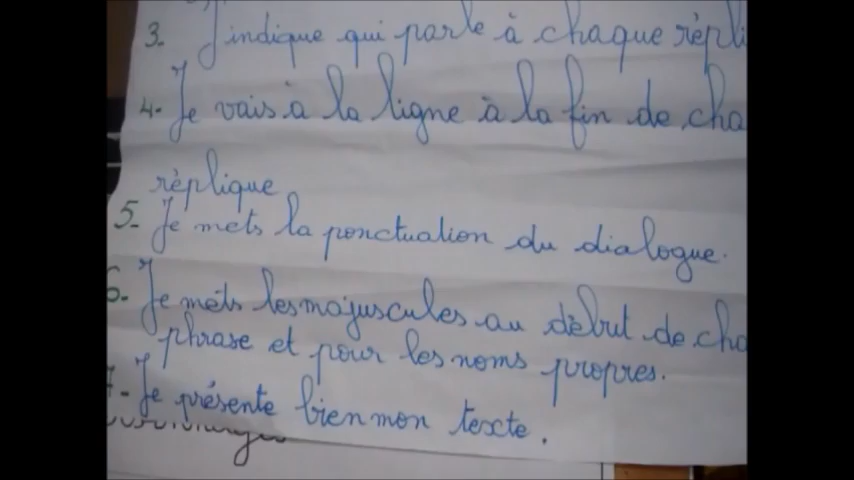 3. J'indique qui parle à chaque répli
4. Je vais à la ligne à la fin de cha
réplique
5. Je mets la ponctuation du dialogue.
6. Je mets les majuscules au début de cha
phrase et pour les noms propres.
7. Je présente bien mon texte.